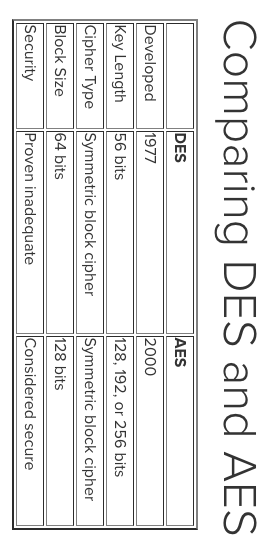 Comparing DES and AES
DES AES
Developed 1977 2000
Key Length 56 bits 128, 192, or 256 bits
Cipher Type Symmetric block cipher Symmetric block cipher
Block Size 64 bits 128 bits
Security Proven inadequate Considered secure